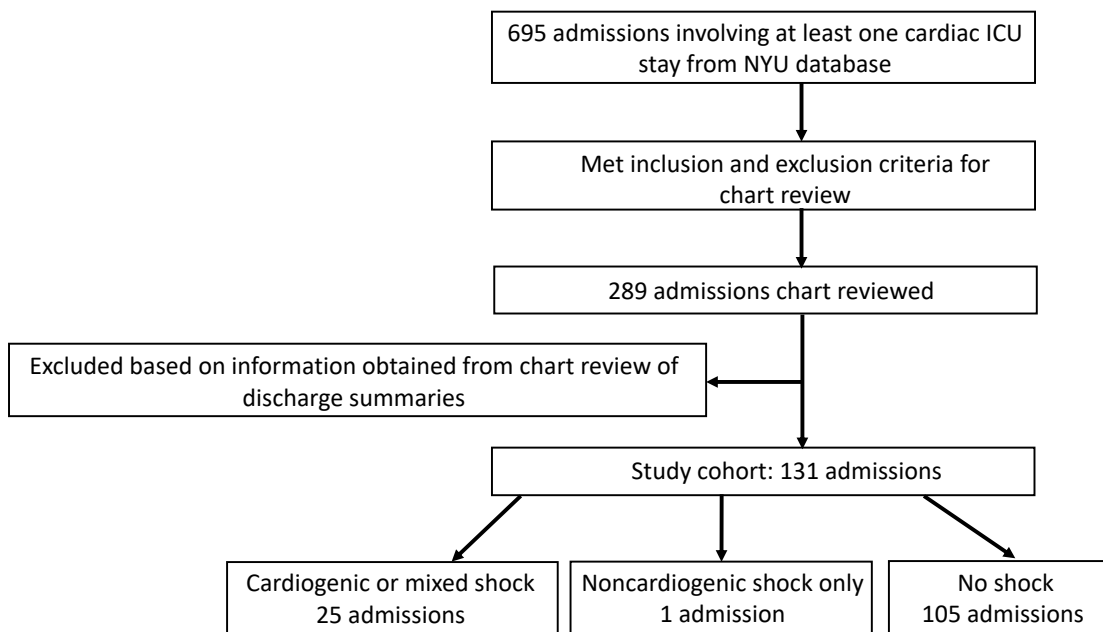 695 admissions involving at least one cardiac ICU
stay from NYU database
Met inclusion and exclusion criteria for
chart review
289 admissions chart reviewed
Excluded based on information obtained from chart review of
discharge summaries
Study cohort: 131 admissions
Cardiogenic or mixed shock
25 admissions
Noncardiogenic shock only
1 admission
No shock
105 admissions